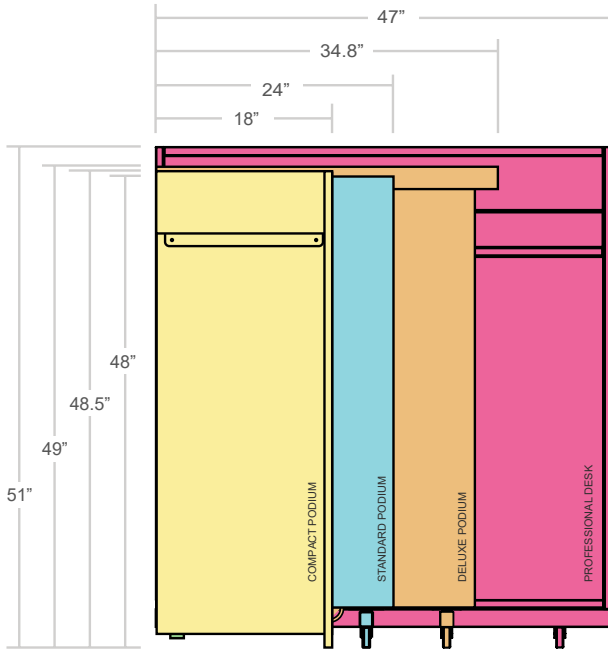 47”
34.8”
24”
18”
48”
48.5”
49”
51”
COMPACT PODIUM
STANDARD PODIUM
DELUXE PODIUM
PROFESSIONAL DESK